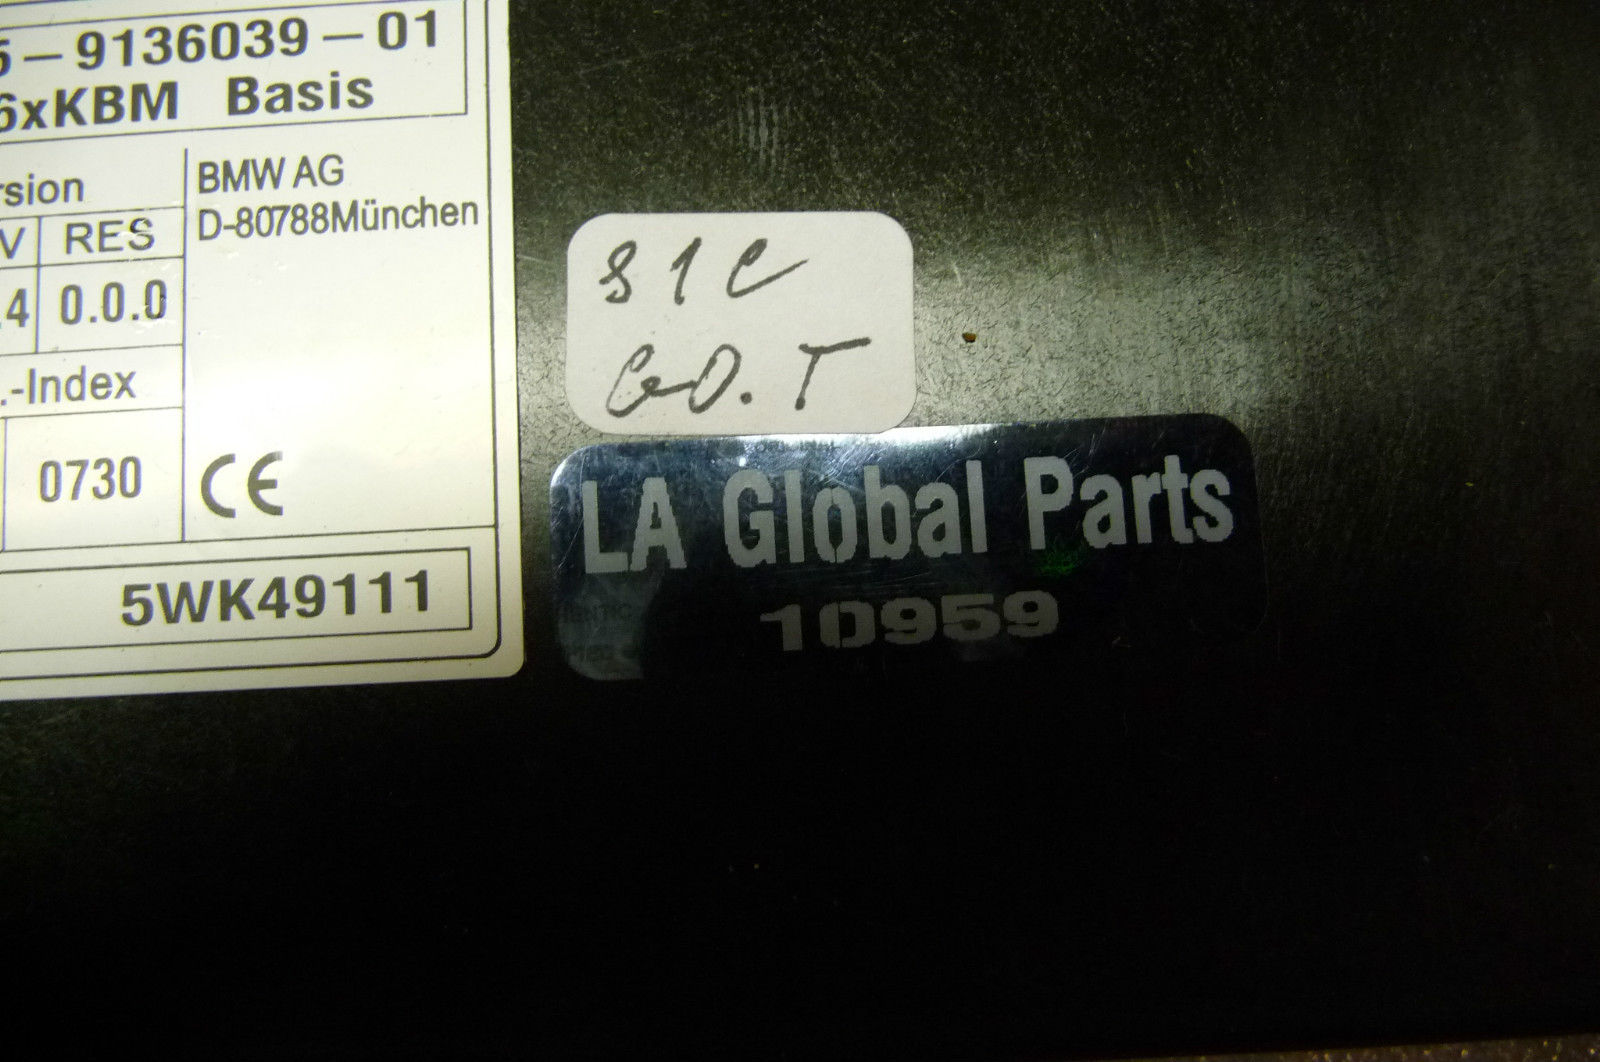 5-9136039-01
6xKBM Basis
rsion
BMW AG
D-80788München
V RES
.4 0.0.0
.-Index
0730
CE
5WK49111
81C
GD.T
LA Global Parts
10959